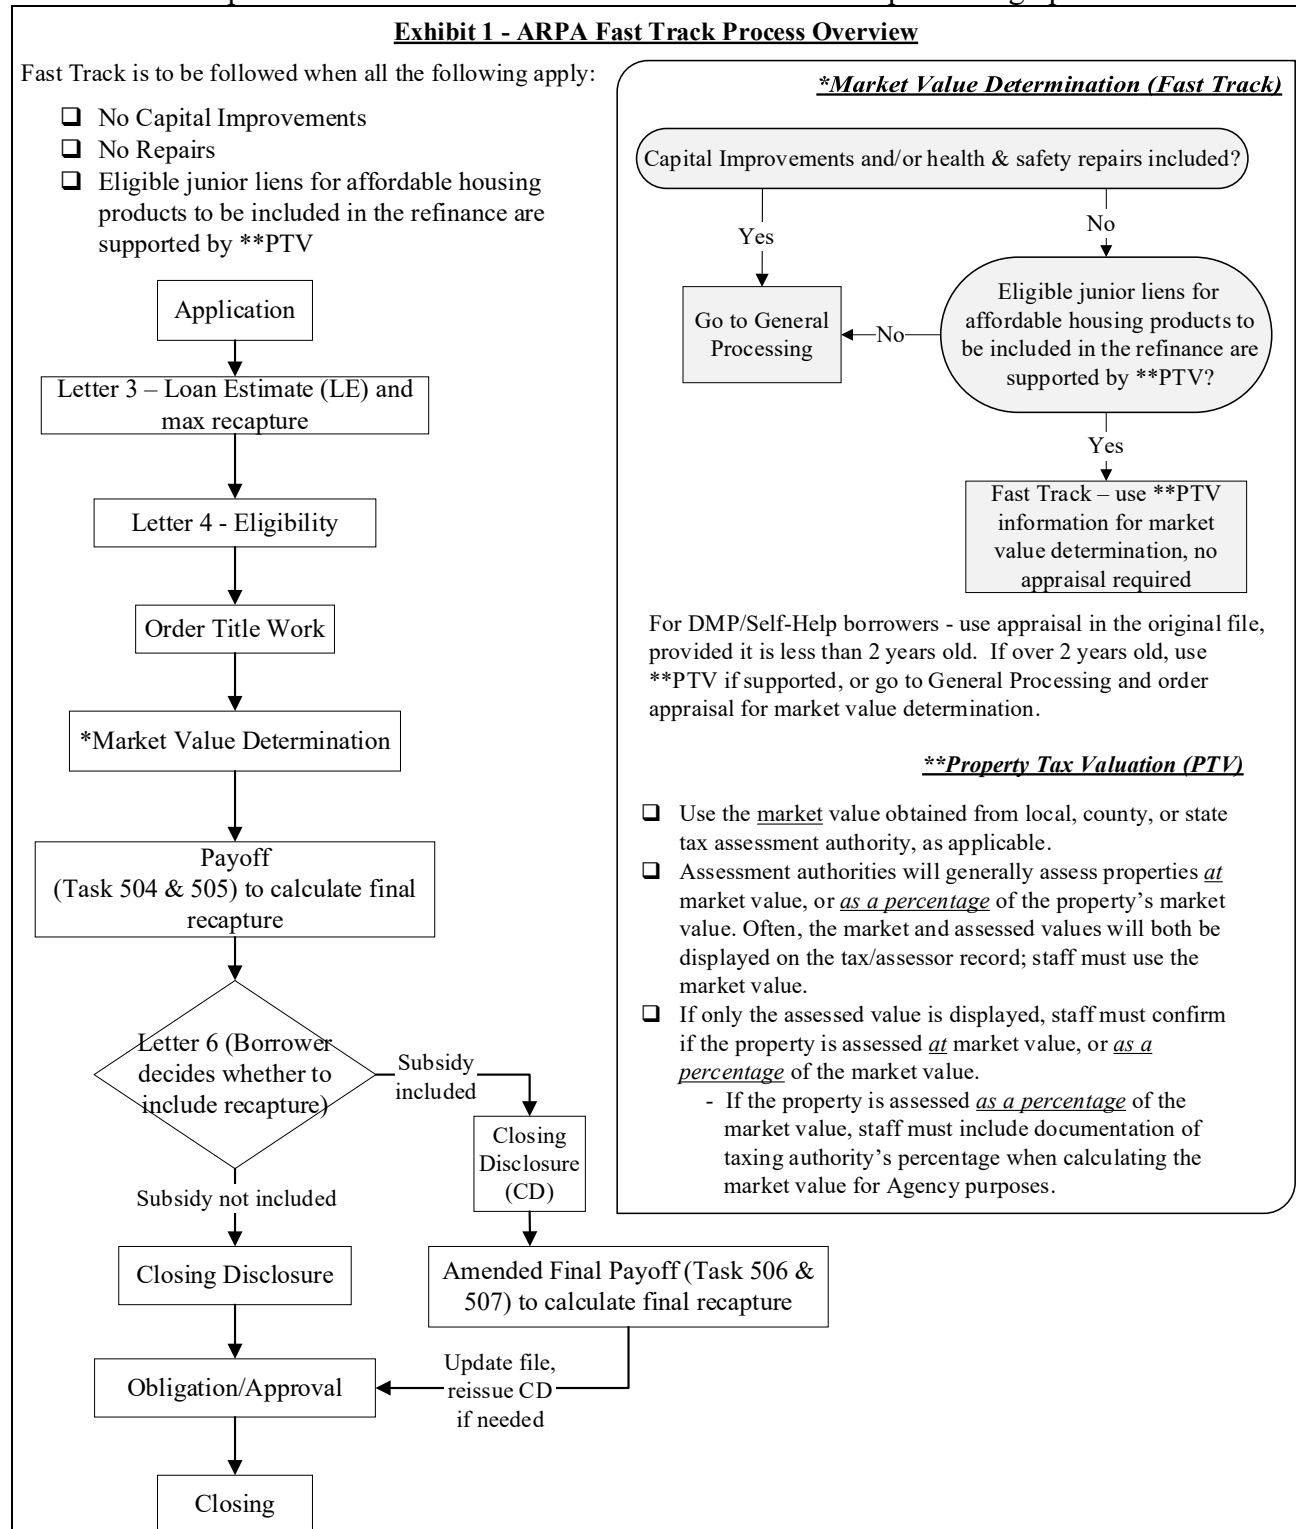 Exhibit 1 - ARPA Fast Track Process Overview
Fast Track is to be followed when all the following apply:
❑ No Capital Improvements
❑ No Repairs
❑ Eligible junior liens for affordable housing
products to be included in the refinance are
supported by **PTV
Application
Letter 3 – Loan Estimate (LE) and
max recapture
Letter 4 - Eligibility
Order Title Work
*Market Value Determination
Payoff
(Task 504 & 505) to calculate final
recapture
Letter 6 (Borrower
decides whether to
include recapture)
Subsidy
included
Closing
Disclosure
(CD)
Subsidy not included
Closing Disclosure
Amended Final Payoff (Task 506 &
507) to calculate final recapture
Update file,
reissue CD
if needed
Obligation/Approval
Closing
*Market Value Determination (Fast Track)
Capital Improvements and/or health & safety repairs included?
Yes
No
Go to General
Processing
No
Eligible junior liens for
affordable housing products to
be included in the refinance are
supported by **PTV?
Yes
Fast Track – use **PTV
information for market
value determination, no
appraisal required
For DMP/Self-Help borrowers - use appraisal in the original file,
provided it is less than 2 years old. If over 2 years old, use
**PTV if supported, or go to General Processing and order
appraisal for market value determination.
**Property Tax Valuation (PTV)
❑ Use the market value obtained from local, county, or state
tax assessment authority, as applicable.
❑ Assessment authorities will generally assess properties at
market value, or as a percentage of the property’s market
value. Often, the market and assessed values will both be
displayed on the tax/assessor record; staff must use the
market value.
❑ If only the assessed value is displayed, staff must confirm
if the property is assessed at market value, or as a
percentage of the market value.
- If the property is assessed as a percentage of the
market value, staff must include documentation of
taxing authority’s percentage when calculating the
market value for Agency purposes.